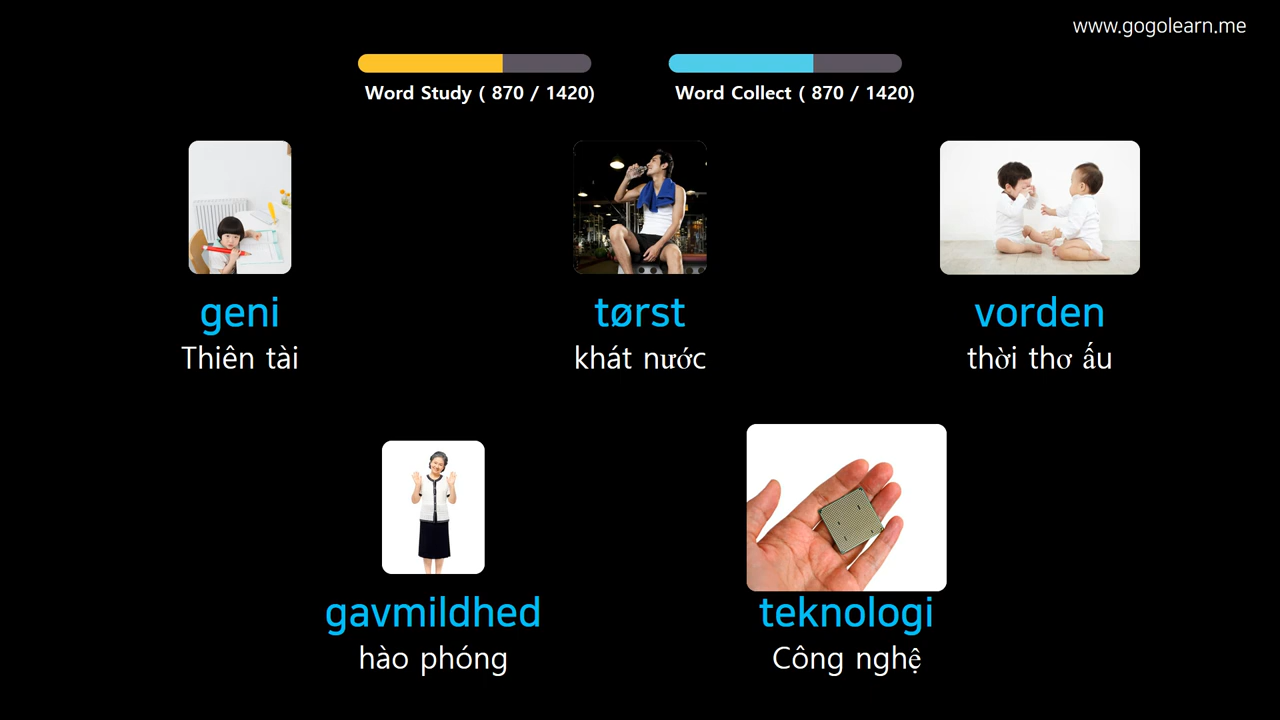 www.gogolearn.me
Word Study ( 870 / 1420)
Word Collect ( 870 / 1420)
geni
tørst
vorden
Thiên tài
khát nước
thời thơ ấu
gavmildhed
teknologi
hào phóng
Công nghệ